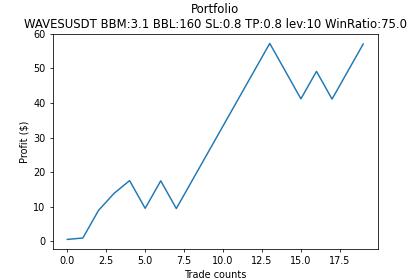 Portfolio
WAVESUSDT BBM:3.1 BBL:160 SL:0.8 TP:0.8 lev:10 WinRatio:75.0
60
50
40
30
20
10
0
Profit ($)
0.0 2.5 5.0 7.5 10.0 12.5 15.0 17.5
Trade counts